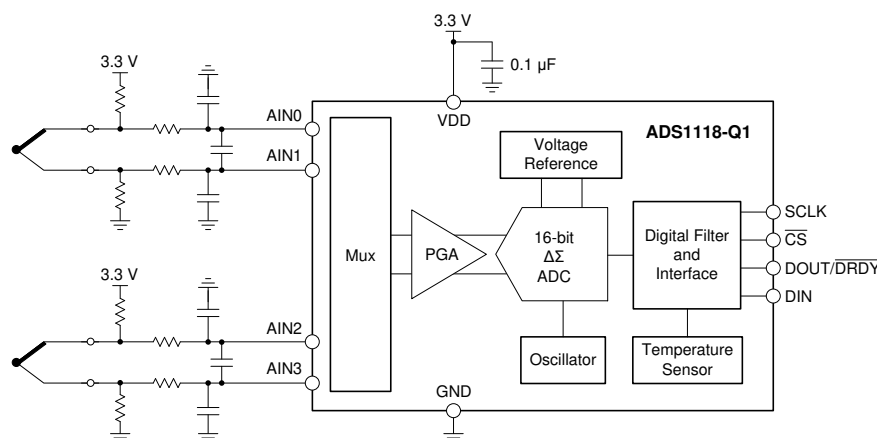 3.3 V
3.3 V
0.1 µF
AIN0
VDD
ADS1118-Q1
Voltage
Reference
AIN1
Mux
PGA
16-bit
ΔΣ
ADC
Digital Filter
and
Interface
SCLK
CS
DOUT/DRDY
DIN
3.3 V
AIN2
Oscillator
Temperature
Sensor
AIN3
GND